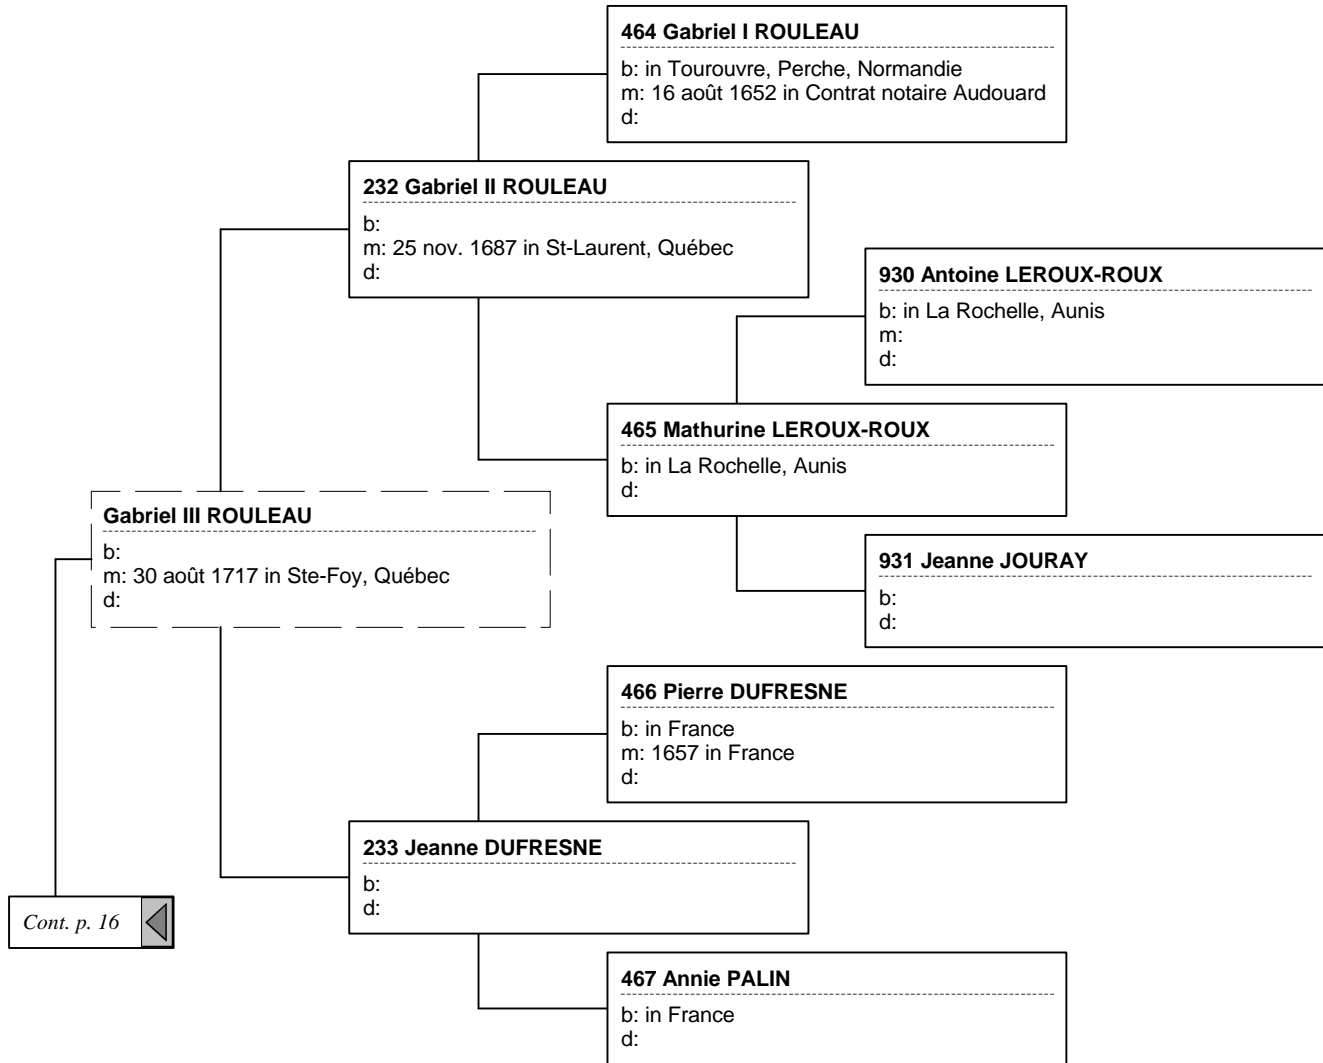 464 Gabriel I ROULEAU
b: in Tourouvre, Perche, Normandie
m: 16 août 1652 in Contrat notaire Audouard
d:
232 Gabriel II ROULEAU
b:
m: 25 nov. 1687 in St-Laurent, Québec
d:
930 Antoine LEROUX-ROUX
b: in La Rochelle, Aunis
m:
d:
465 Mathurine LEROUX-ROUX
b: in La Rochelle, Aunis
d:
Gabriel III ROULEAU
b:
m: 30 août 1717 in Ste-Foy, Québec
d:
931 Jeanne JOURAY
b:
d:
466 Pierre DUFRESNE
b: in France
m: 1657 in France
d:
233 Jeanne DUFRESNE
b:
d:
Cont. p. 16
467 Annie PALIN
b: in France
d: